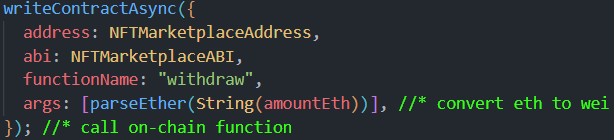 writeContractAsync({
  address: NFTMarketplaceAddress,
  abi: NFTMarketplaceABI,
  functionName: "withdraw",
  args: [parseEther(String(amountEth))], //* convert eth to wei
}); //* call on-chain function